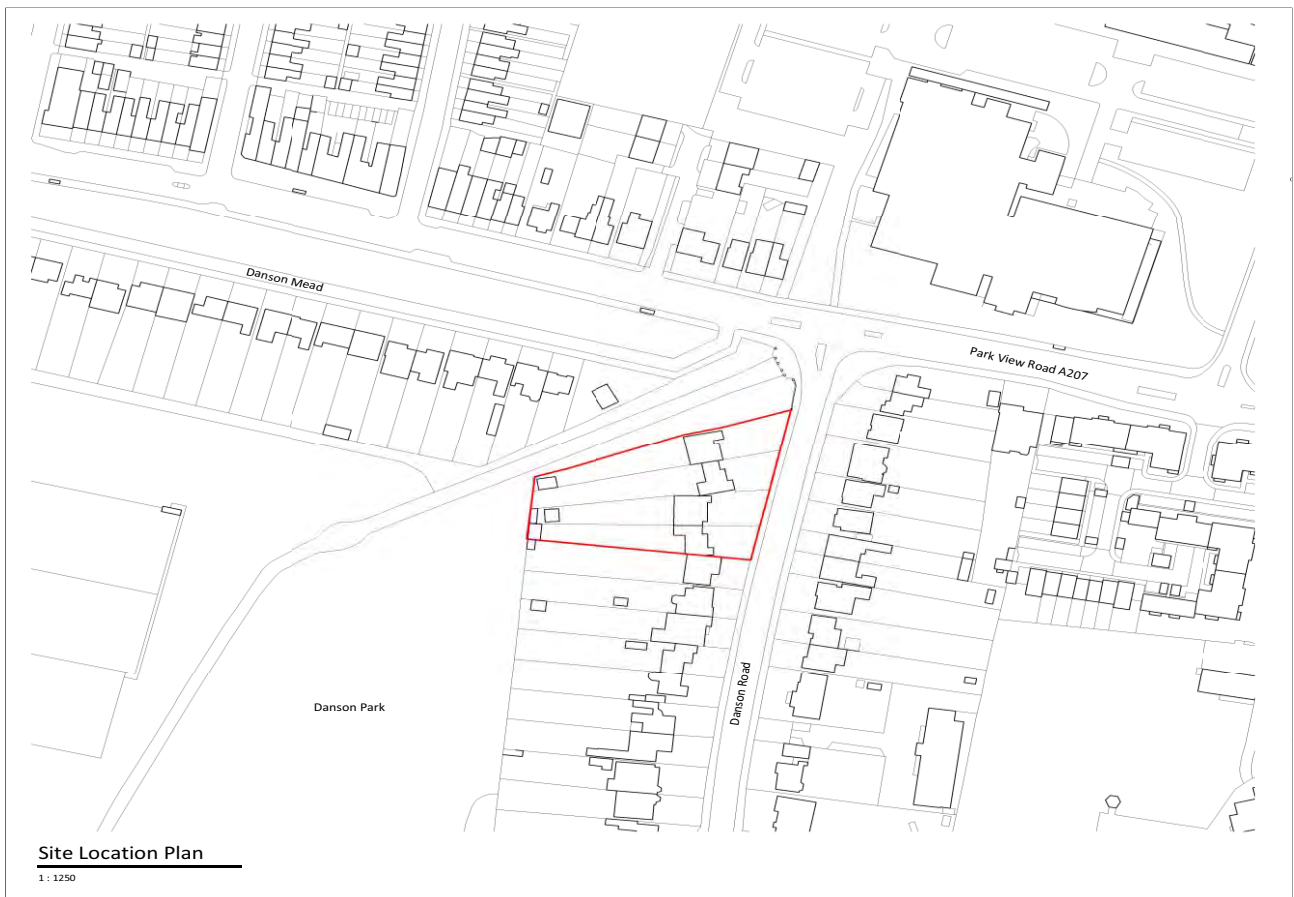 Danson Mead
Park View Road A207
Danson Road
Danson Park
Site Location Plan
1 : 1250